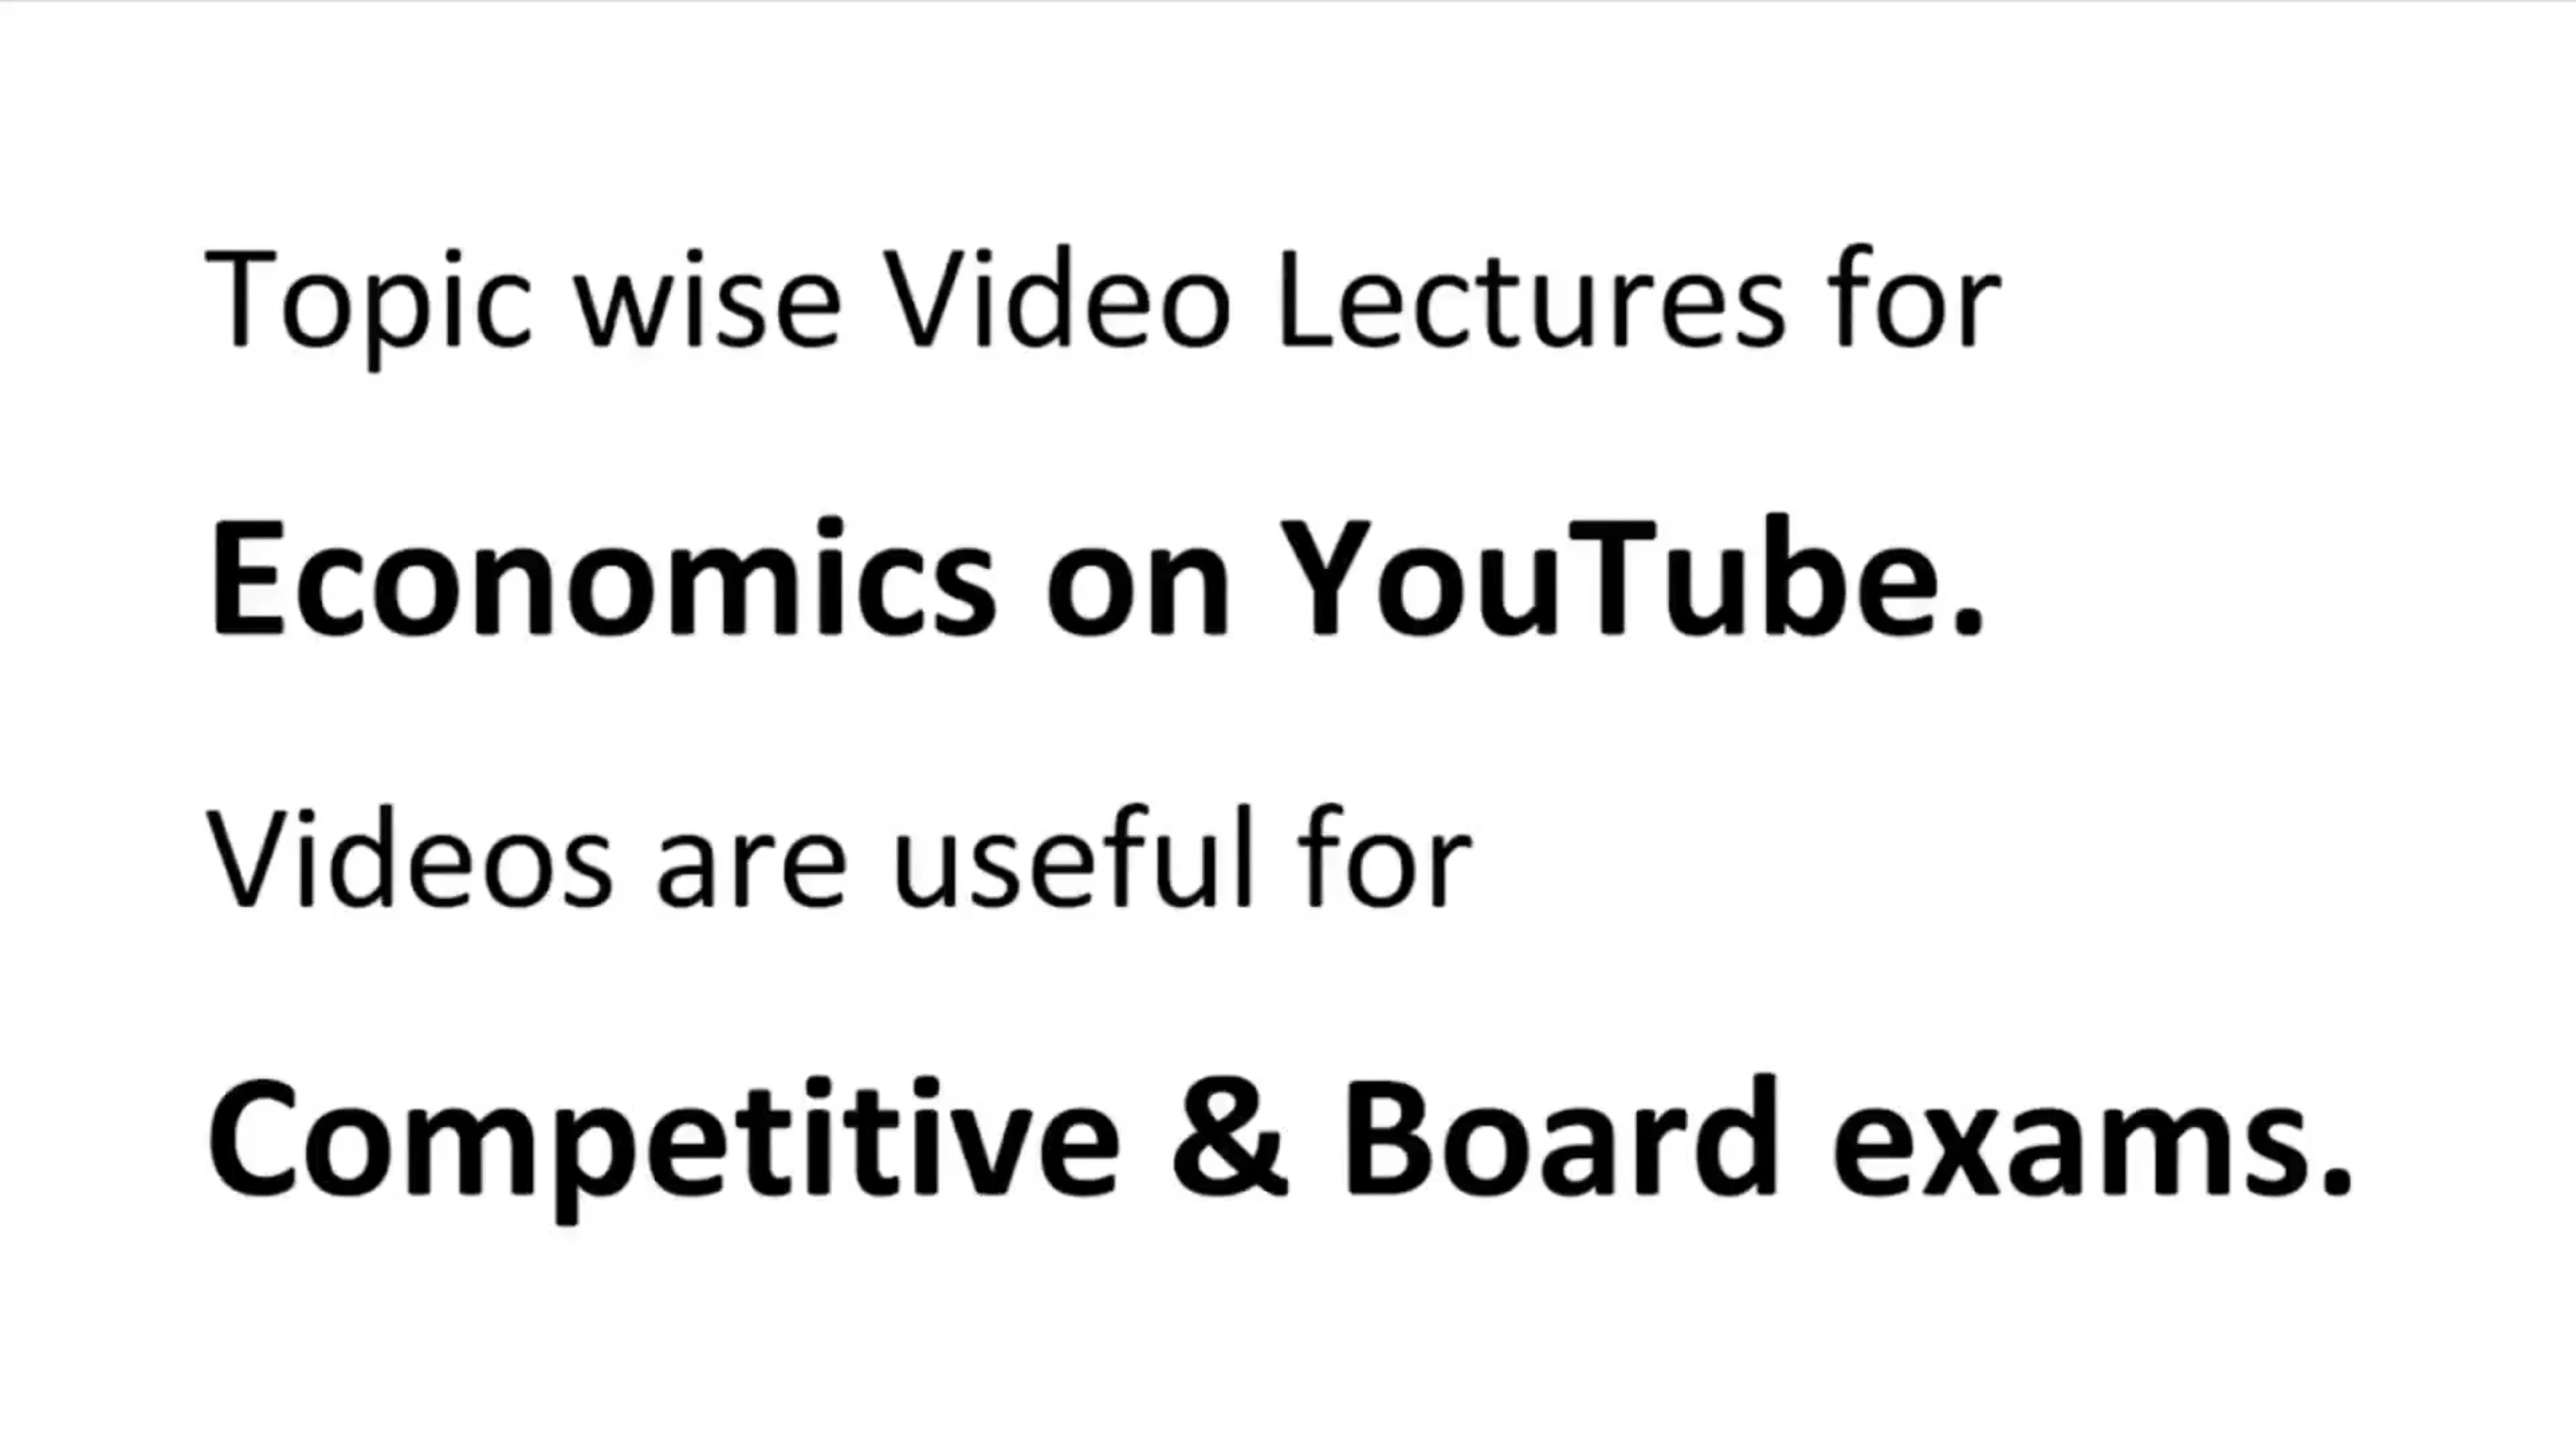 Topic wise Video Lectures for
Economics on YouTube.
Videos are useful for
Competitive & Board exams.